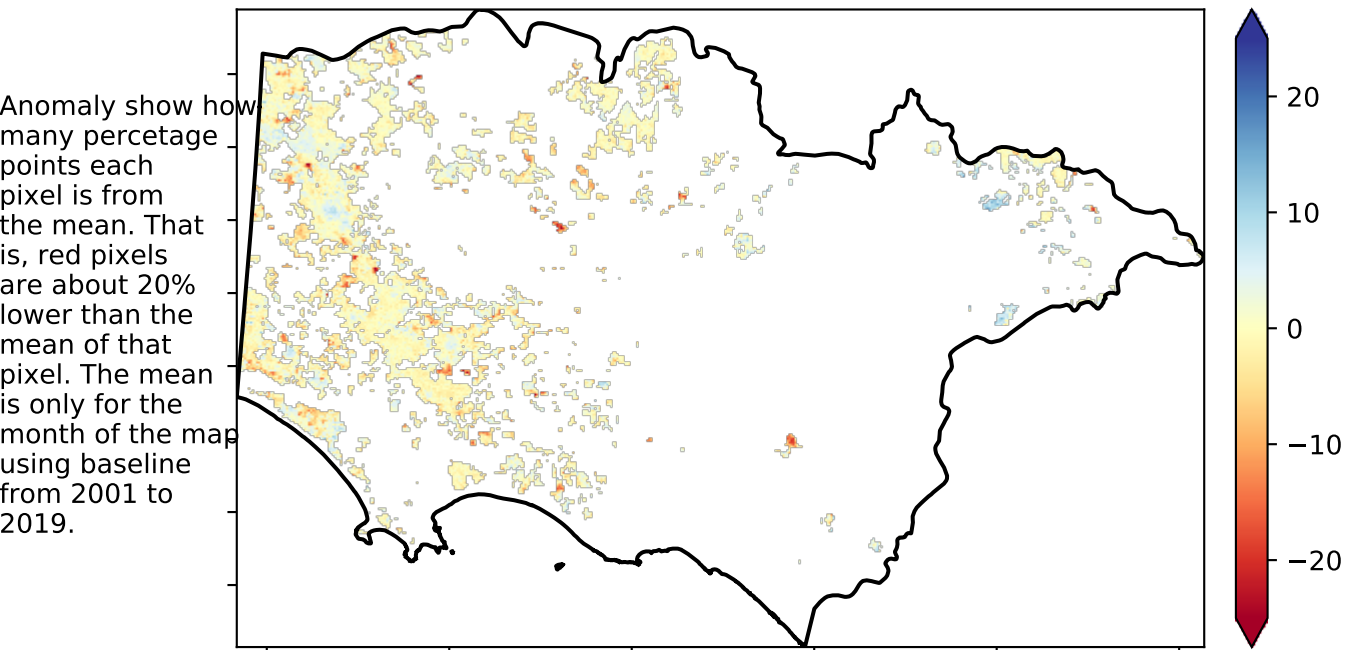 Anomaly show how
many percetage
points each
pixel is from
the mean. That
is, red pixels
are about 20%
lower than the
mean of that
pixel. The mean
is only for the
month of the map
using baseline
from 2001 to
2019.
20
10
0
−10
−20